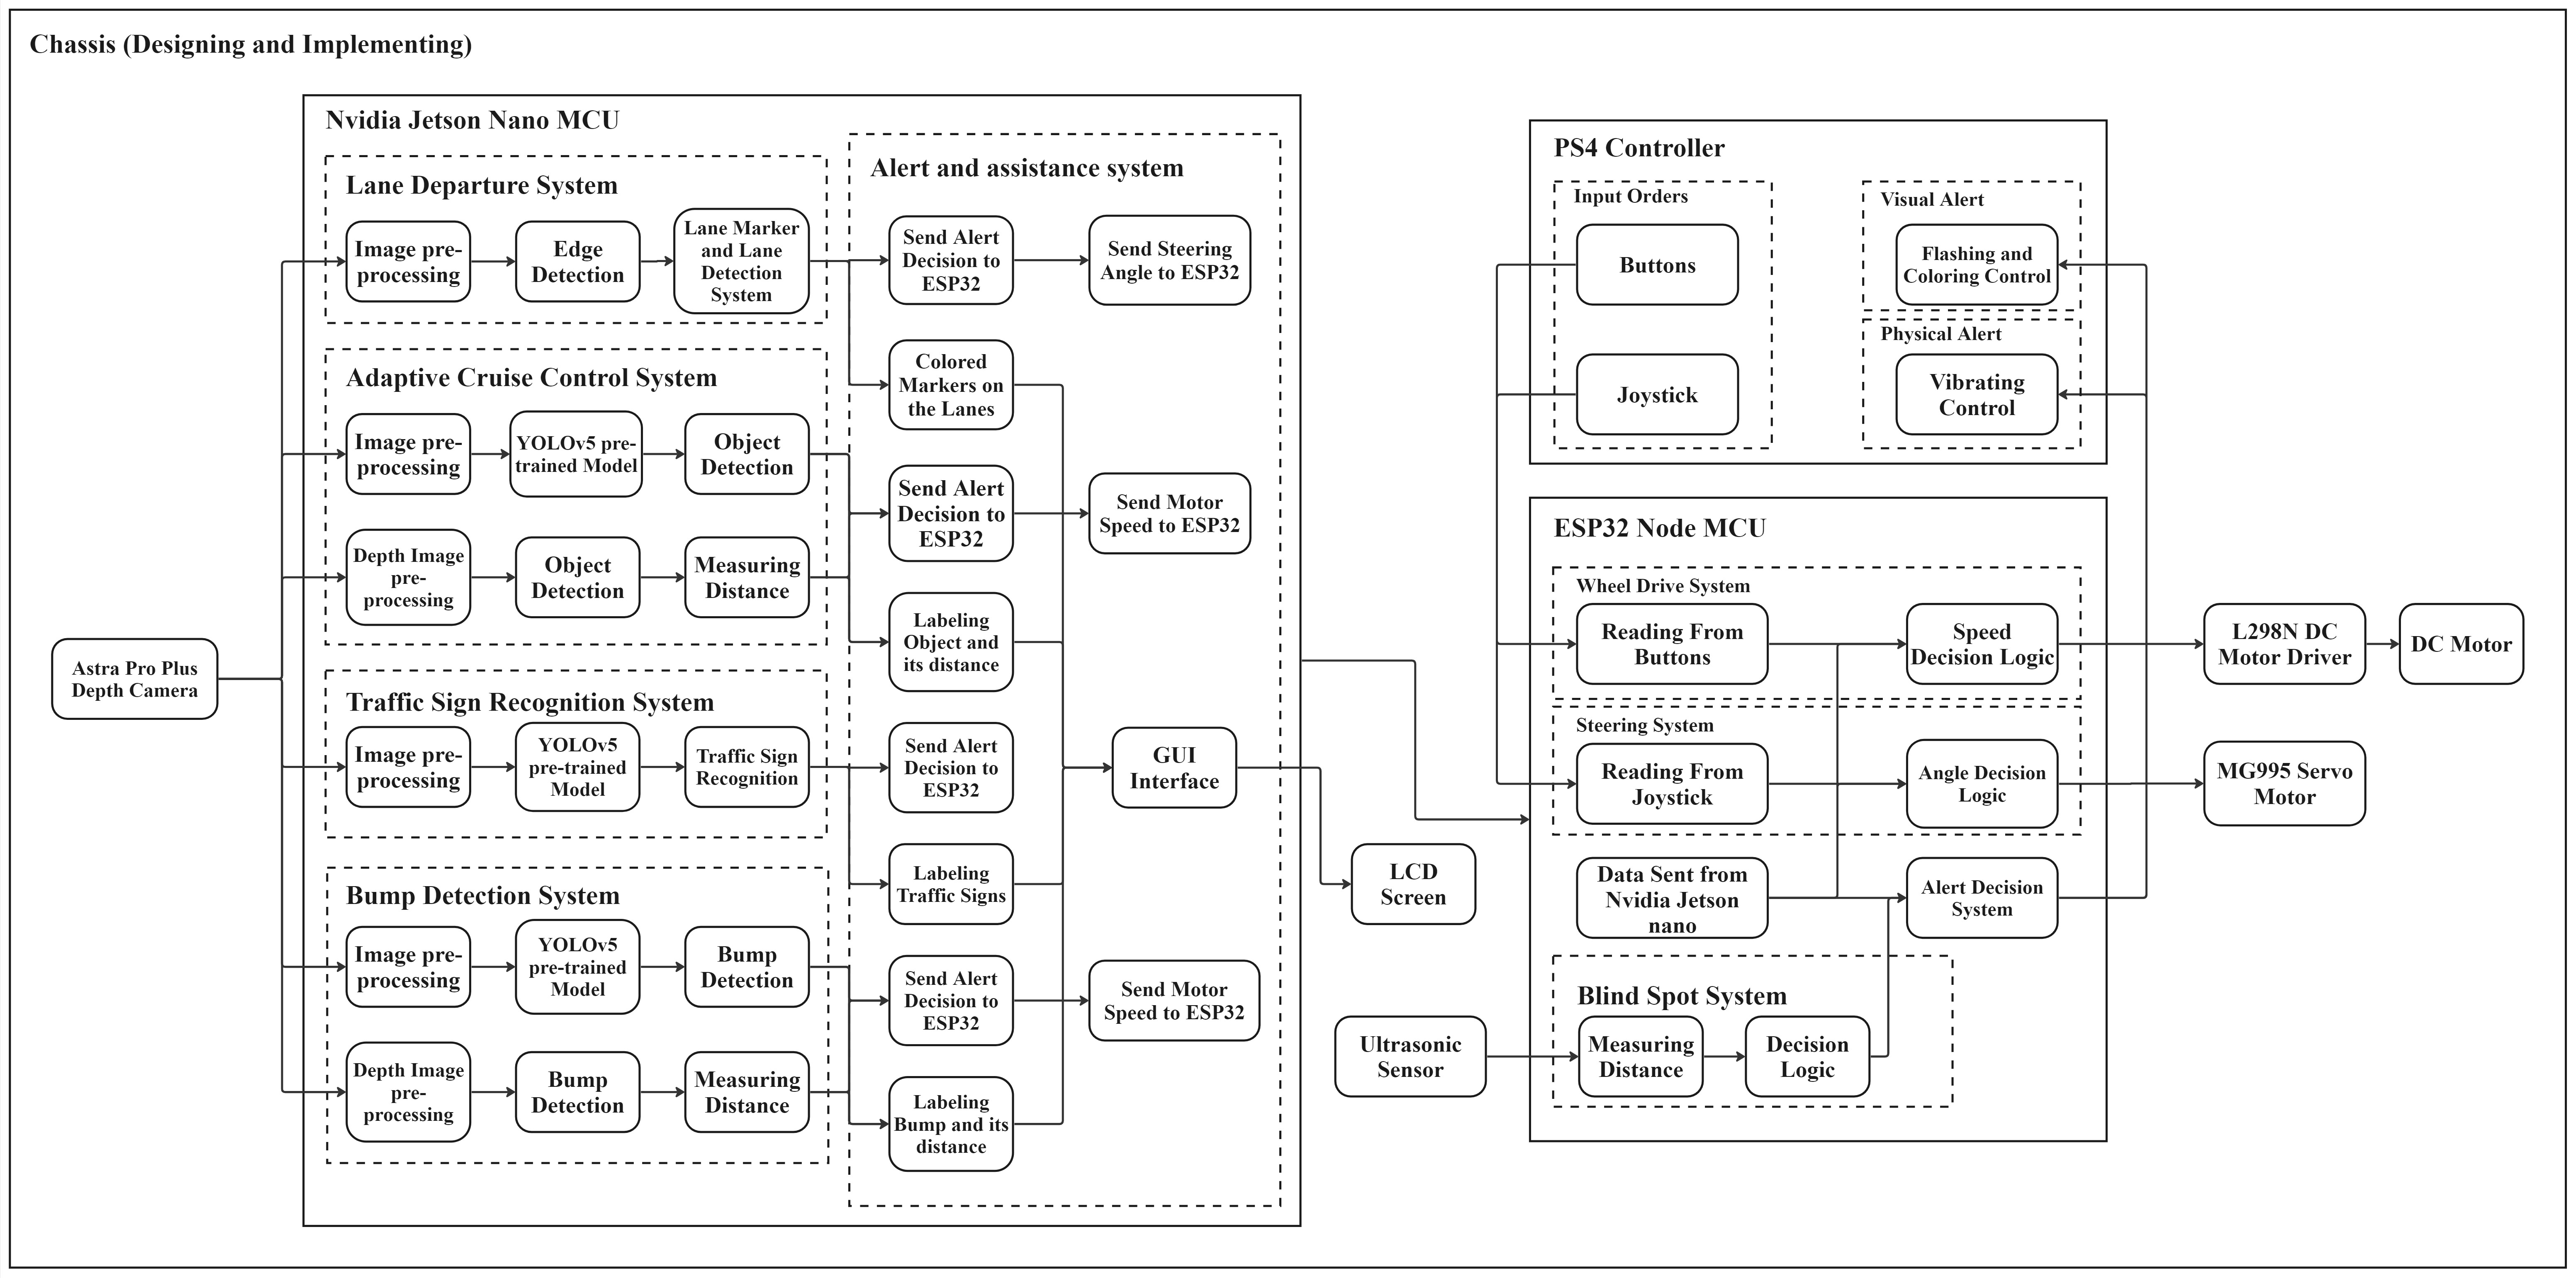 Chassis (Designing and Implementing)
Astra Pro Plus
Depth Camera
Nvidia Jetson Nano MCU
Lane Departure System
Image pre-
processing
Edge
Detection
Lane Marker
and Lane
Detection
System
Adaptive Cruise Control System
Image pre-
processing
YOLOv5 pre-
trained Model
Object
Detection
Depth Image
pre-
processing
Object
Detection
Measuring
Distance
Traffic Sign Recognition System
Image pre-
processing
YOLOv5
pre-trained
Model
Traffic Sign
Recognition
Bump Detection System
Image pre-
processing
YOLOv5
pre-trained
Model
Bump
Detection
Depth Image
pre-
processing
Bump
Detection
Measuring
Distance
Alert and assistance system
Send Alert
Decision to
ESP32
Send Steering
Angle to ESP32
Colored
Markers on
the Lanes
Send Alert
Decision to
ESP32
Send Motor
Speed to ESP32
Labeling
Object and
its distance
Send Alert
Decision to
ESP32
GUI
Interface
Labeling
Traffic Signs
Send Alert
Decision to
ESP32
Send Motor
Speed to ESP32
Labeling
Bump and its
distance
LCD
Screen
Ultrasonic
Sensor
PS4 Controller
Input Orders
Buttons
Joystick
Visual Alert
Flashing and
Coloring Control
Physical Alert
Vibrating
Control
ESP32 Node MCU
Wheel Drive System
Reading From
Buttons
Speed
Decision Logic
Steering System
Reading From
Joystick
Angle Decision
Logic
Data Sent from
Nvidia Jetson
nano
Alert Decision
System
Blind Spot System
Measuring
Distance
Decision
Logic
L298N DC
Motor Driver
DC Motor
MG995 Servo
Motor